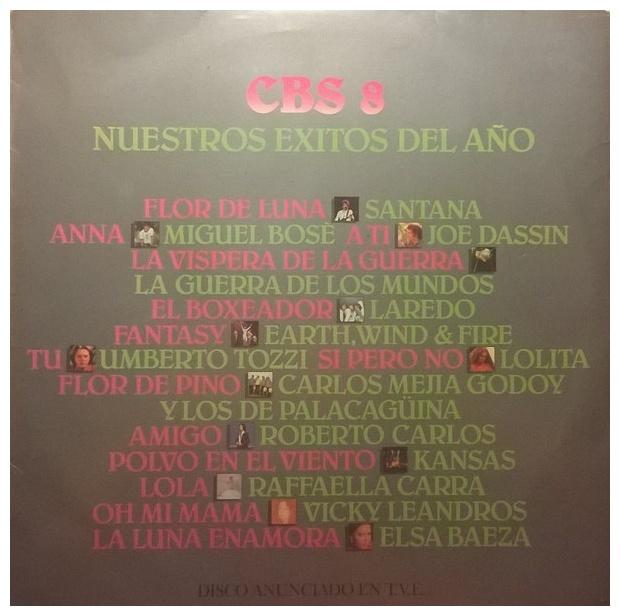 CBS 8
NUESTROS EXITOS DEL AÑO
FLOR DE LUNA SANTANA
ANNA MIGUEL BOSÈ A TI JOE DASSIN
LA VISPERA DE LA GUERRA
LA GUERRA DE LOS MUNDOS
EL BOXEADOR LAREDO
FANTASY EARTH, WIND & FIRE
TU UMBERTO TOZZI SI PERO NO LOLITA
FLOR DE PINO CARLOS MEJIA GODOY
Y LOS DE PALACAGÜINA
AMIGO ROBERTO CARLOS
POLVO EN EL VIENTO KANSAS
LOLA RAFFAELLA CARRA
OH MI MAMA VICKY LEANDROS
LA LUNA ENAMORA ELSA BAEZA
DISCO ANUNCIADO EN T.V.E.